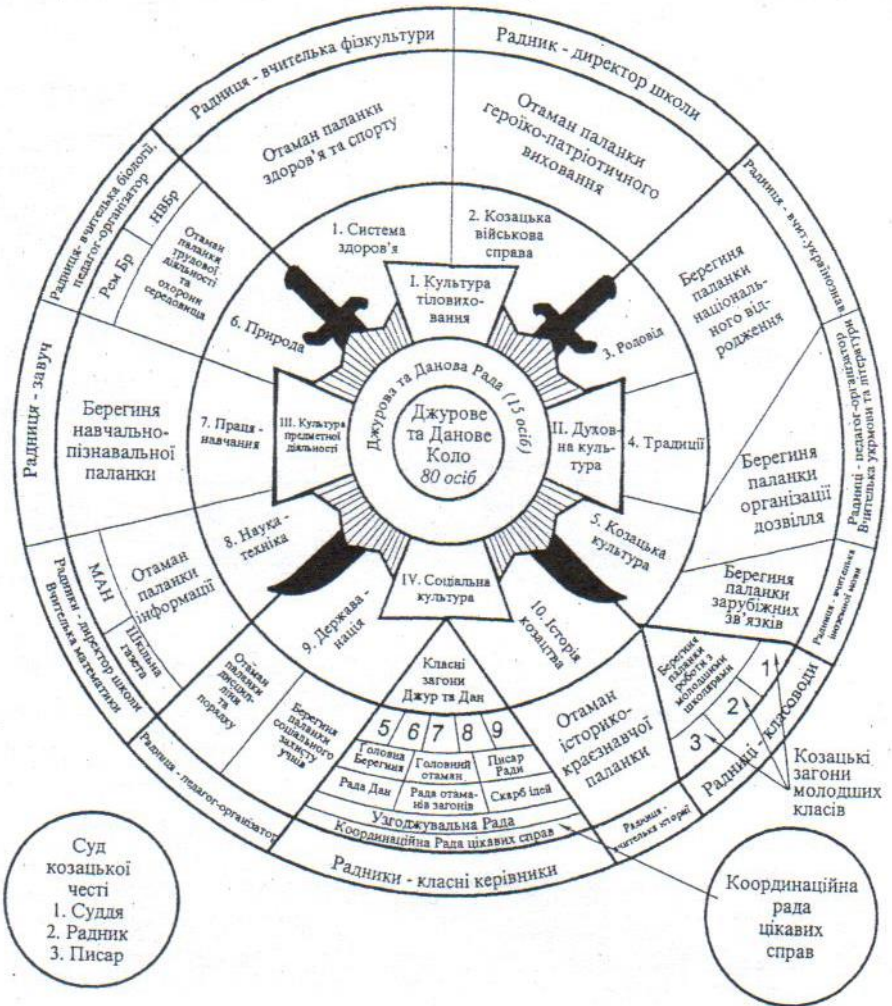 Радниця - вчителька фізкультури
Радник - директор школи
Радниця - вчителька біології,
педагог-організатор
Радниця - вчит.українознавства
Отаман паланки
здоров'я та спорту
Отаман паланки
героїко-патріотичного
виховання
НВБр
Рем Бр
Отаман
паланки
трудової
діяльності
та
охорони
середовища
1. Система
здоров'я
2. Козацька
військова
справа
Берегиня
паланки
національ-
ного від-
родження
I. Культура
тіловихо-
вання
6. Природа
3. Родовід
Радниця - завуч
Берегиня
навчально-
пізнавальної
паланки
7. Праця -
навчання
III. Культура
предметної
діяльності
Джурова та Данова Рада (15 осіб)
Джурове
та Данове
Коло
80 осіб
II. Духов-
на куль-
тура
4. Традиції
Берегиня
паланки
організації
дозвілля
Радниці - педагог-організатор
Вчителька укрмови та літератури
8. Наука -
техніка
5. Козацька
культура
IV. Соціальна
культура
Берегиня
паланки
зарубіжних
зв'язків
Радниця - вчителька
іноземної мови
МАН
Шкільна
газета
Отаман
паланки
інформації
Радники - директор школи
Вчителька математики
9. Держава -
нація
10. Історія
козацтва
Отаман
паланки
дисцип-
ліни
та
порядку
Берегиня
паланки
соціального
захисту
учнів
Радниця - педагог-організатор
Класні
загони
Джур та Дан
5 6 7 8 9
Головна
Берегиня
Головний
отаман
Писар
Ради
Рада Дан
Рада отама-
нів загонів
Скарб ідей
Узгоджувальна Рада
Координаційна Рада цікавих справ
Радники - класні керівники
Отаман
історико-
краєзнавчої
паланки
Радниця -
вчителька історії
Берегиня
паланки
роботи з
молодшими
школярами
1
2
3
Радниці - класоводи
Козацькі
загони
молодших
класів
Суд
козацької
честі
1. Суддя
2. Радник
3. Писар
Координаційна
рада
цікавих
справ